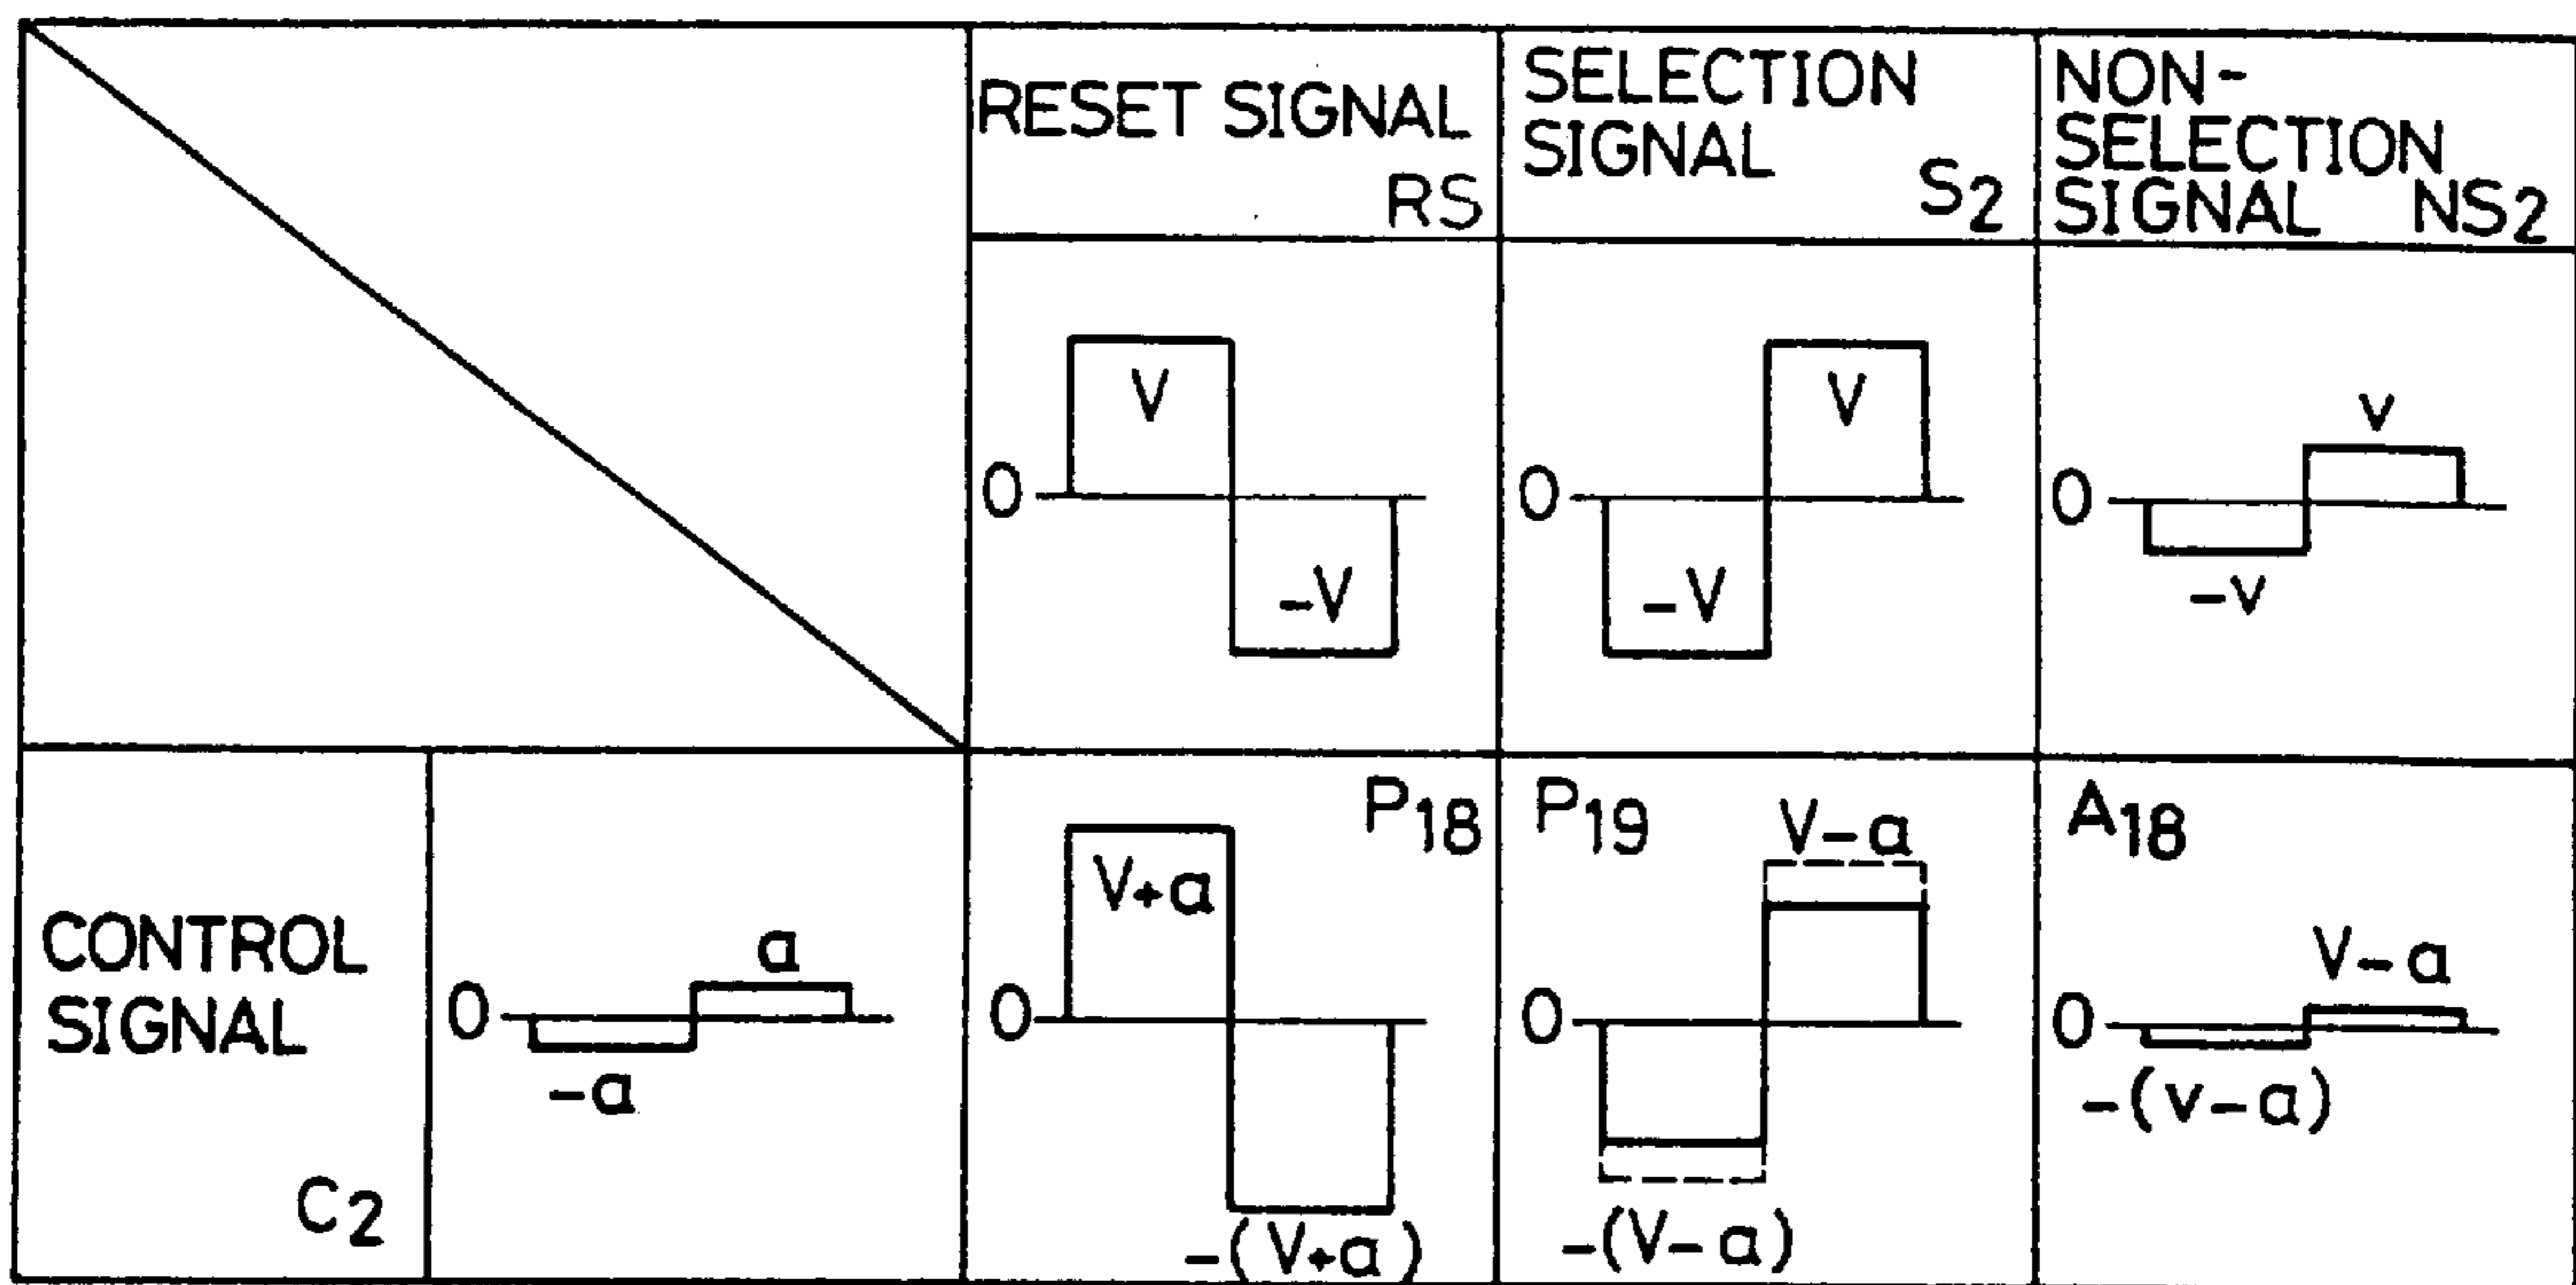 RESET SIGNAL
RS
SELECTION
SIGNAL
S2
NON-
SELECTION
SIGNAL NS2
0
V
-V
0
-V
V
0
-v
v
CONTROL
SIGNAL
C2
0
-a
a
P18
V+a
0
-(V+a)
P19
V-a
0
-(V-a)
A18
V-a
0
-(v-a)